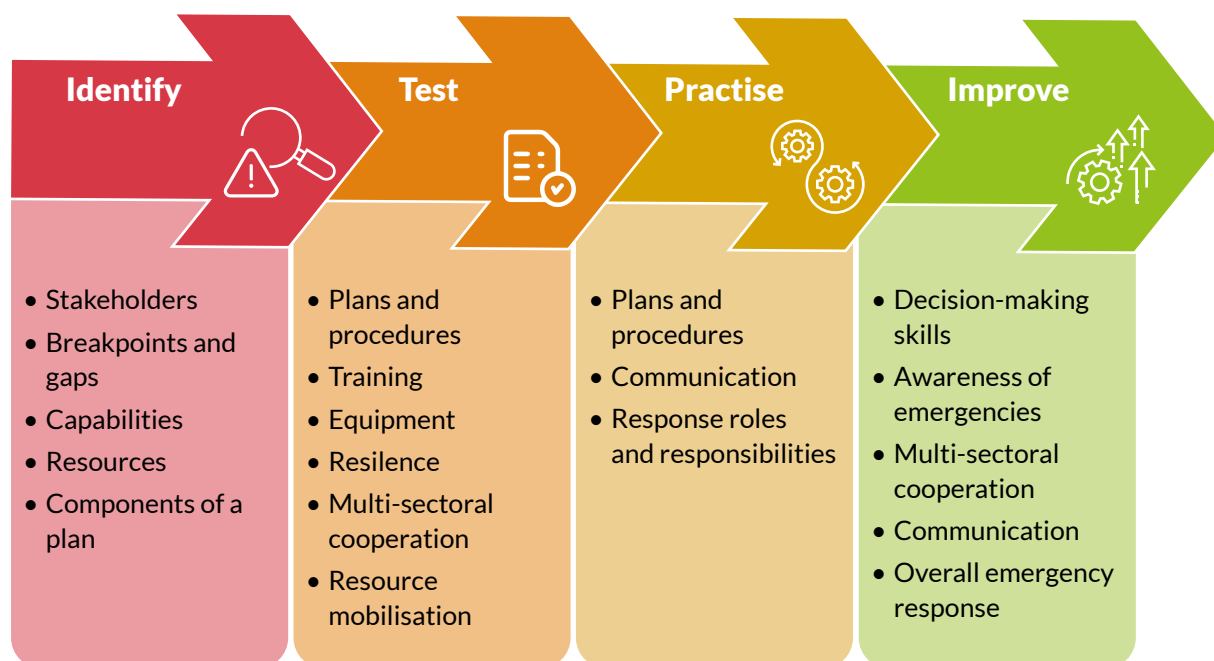 Identify
• Stakeholders
• Breakpoints and
gaps
• Capabilities
• Resources
• Components of a
plan
Test
• Plans and
procedures
• Training
• Equipment
• Resilence
• Multi-sectoral
cooperation
• Resource
mobilisation
Practise
• Plans and
procedures
• Communication
• Response roles
and responsibilities
Improve
• Decision-making
skills
• Awareness of
emergencies
• Multi-sectoral
cooperation
• Communication
• Overall emergency
response